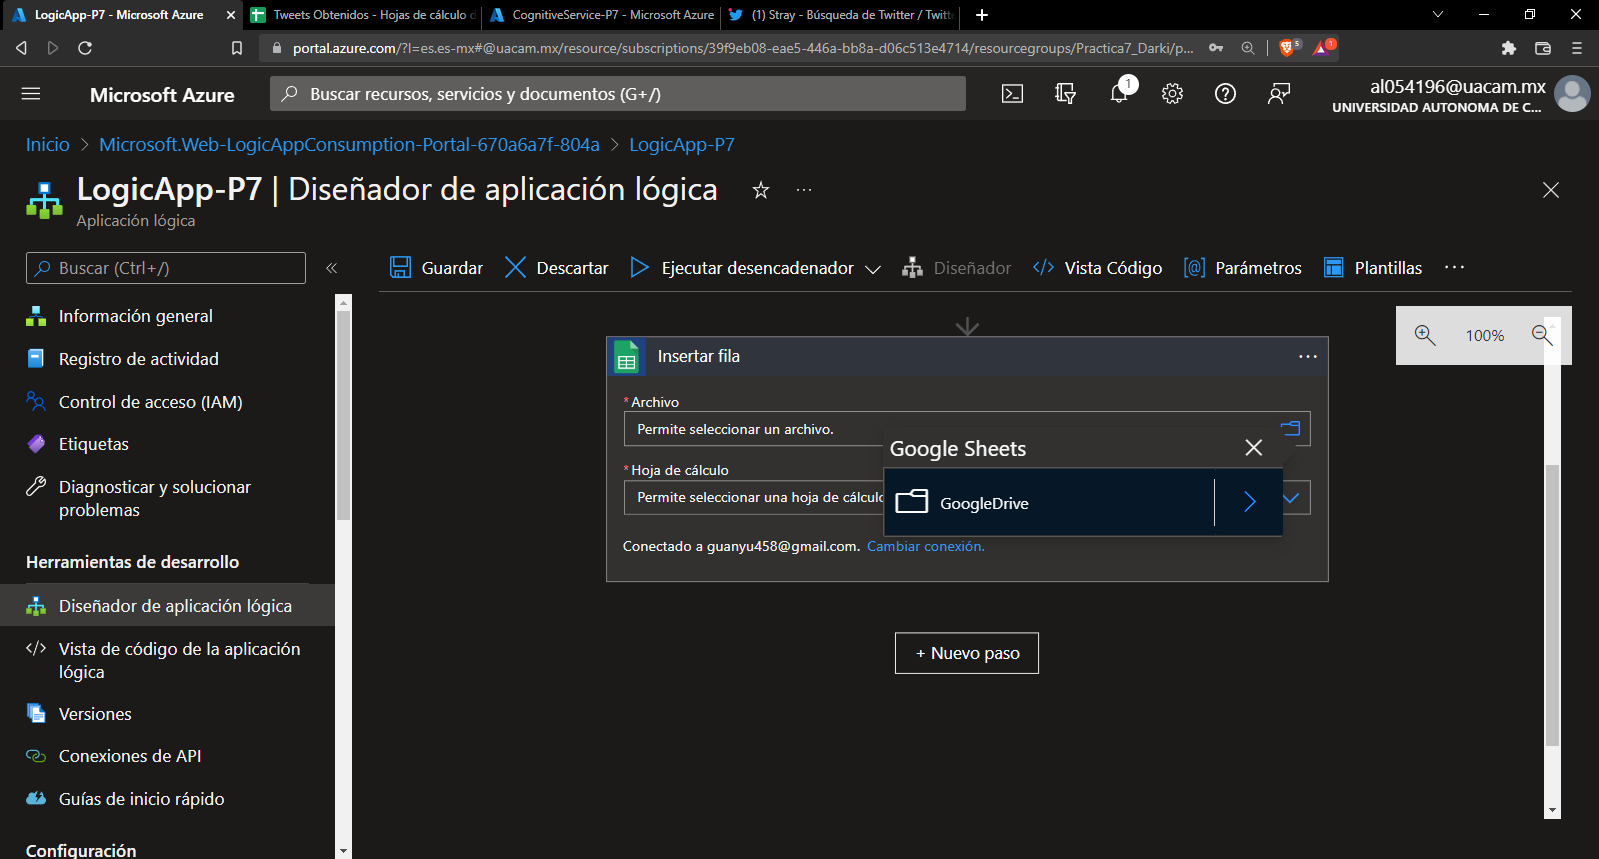 LogicApp-P7 - Microsoft Azure
Tweets Obtenidos - Hojas de cálculo d
CognitiveService-P7 - Microsoft Azure
(1) Stray - Búsqueda de Twitter / Twitte
portal.azure.com/?l=es.es-mx#@uacam.mx/resource/subscriptions/39f9eb08-eae5-446a-bb8a-d06c513e4714/resourcegroups/Practica7_Darki/p...
5
1
Microsoft Azure
Buscar recursos, servicios y documentos (G+/)
1
al054196@uacam.mx
UNIVERSIDAD AUTONOMA DE C...
Inicio > Microsoft.Web-LogicAppConsumption-Portal-670a6a7f-804a > LogicApp-P7
LogicApp-P7 | Diseñador de aplicación lógica
Aplicación lógica
Buscar (Ctrl+/)
Guardar
Descartar
Ejecutar desencadenador
Diseñador
Vista Código
Parámetros
Plantillas
Información general
Registro de actividad
Control de acceso (IAM)
Etiquetas
Diagnosticar y solucionar
problemas
Herramientas de desarrollo
Diseñador de aplicación lógica
Vista de código de la aplicación
lógica
Versiones
Conexiones de API
Guías de inicio rápido
Configuración
Insertar fila
* Archivo
Permite seleccionar un archivo.
* Hoja de cálculo
Permite seleccionar una hoja de cálculo
Google Sheets
GoogleDrive
Conectado a guanyu458@gmail.com. Cambiar conexión.
+ Nuevo paso
100%